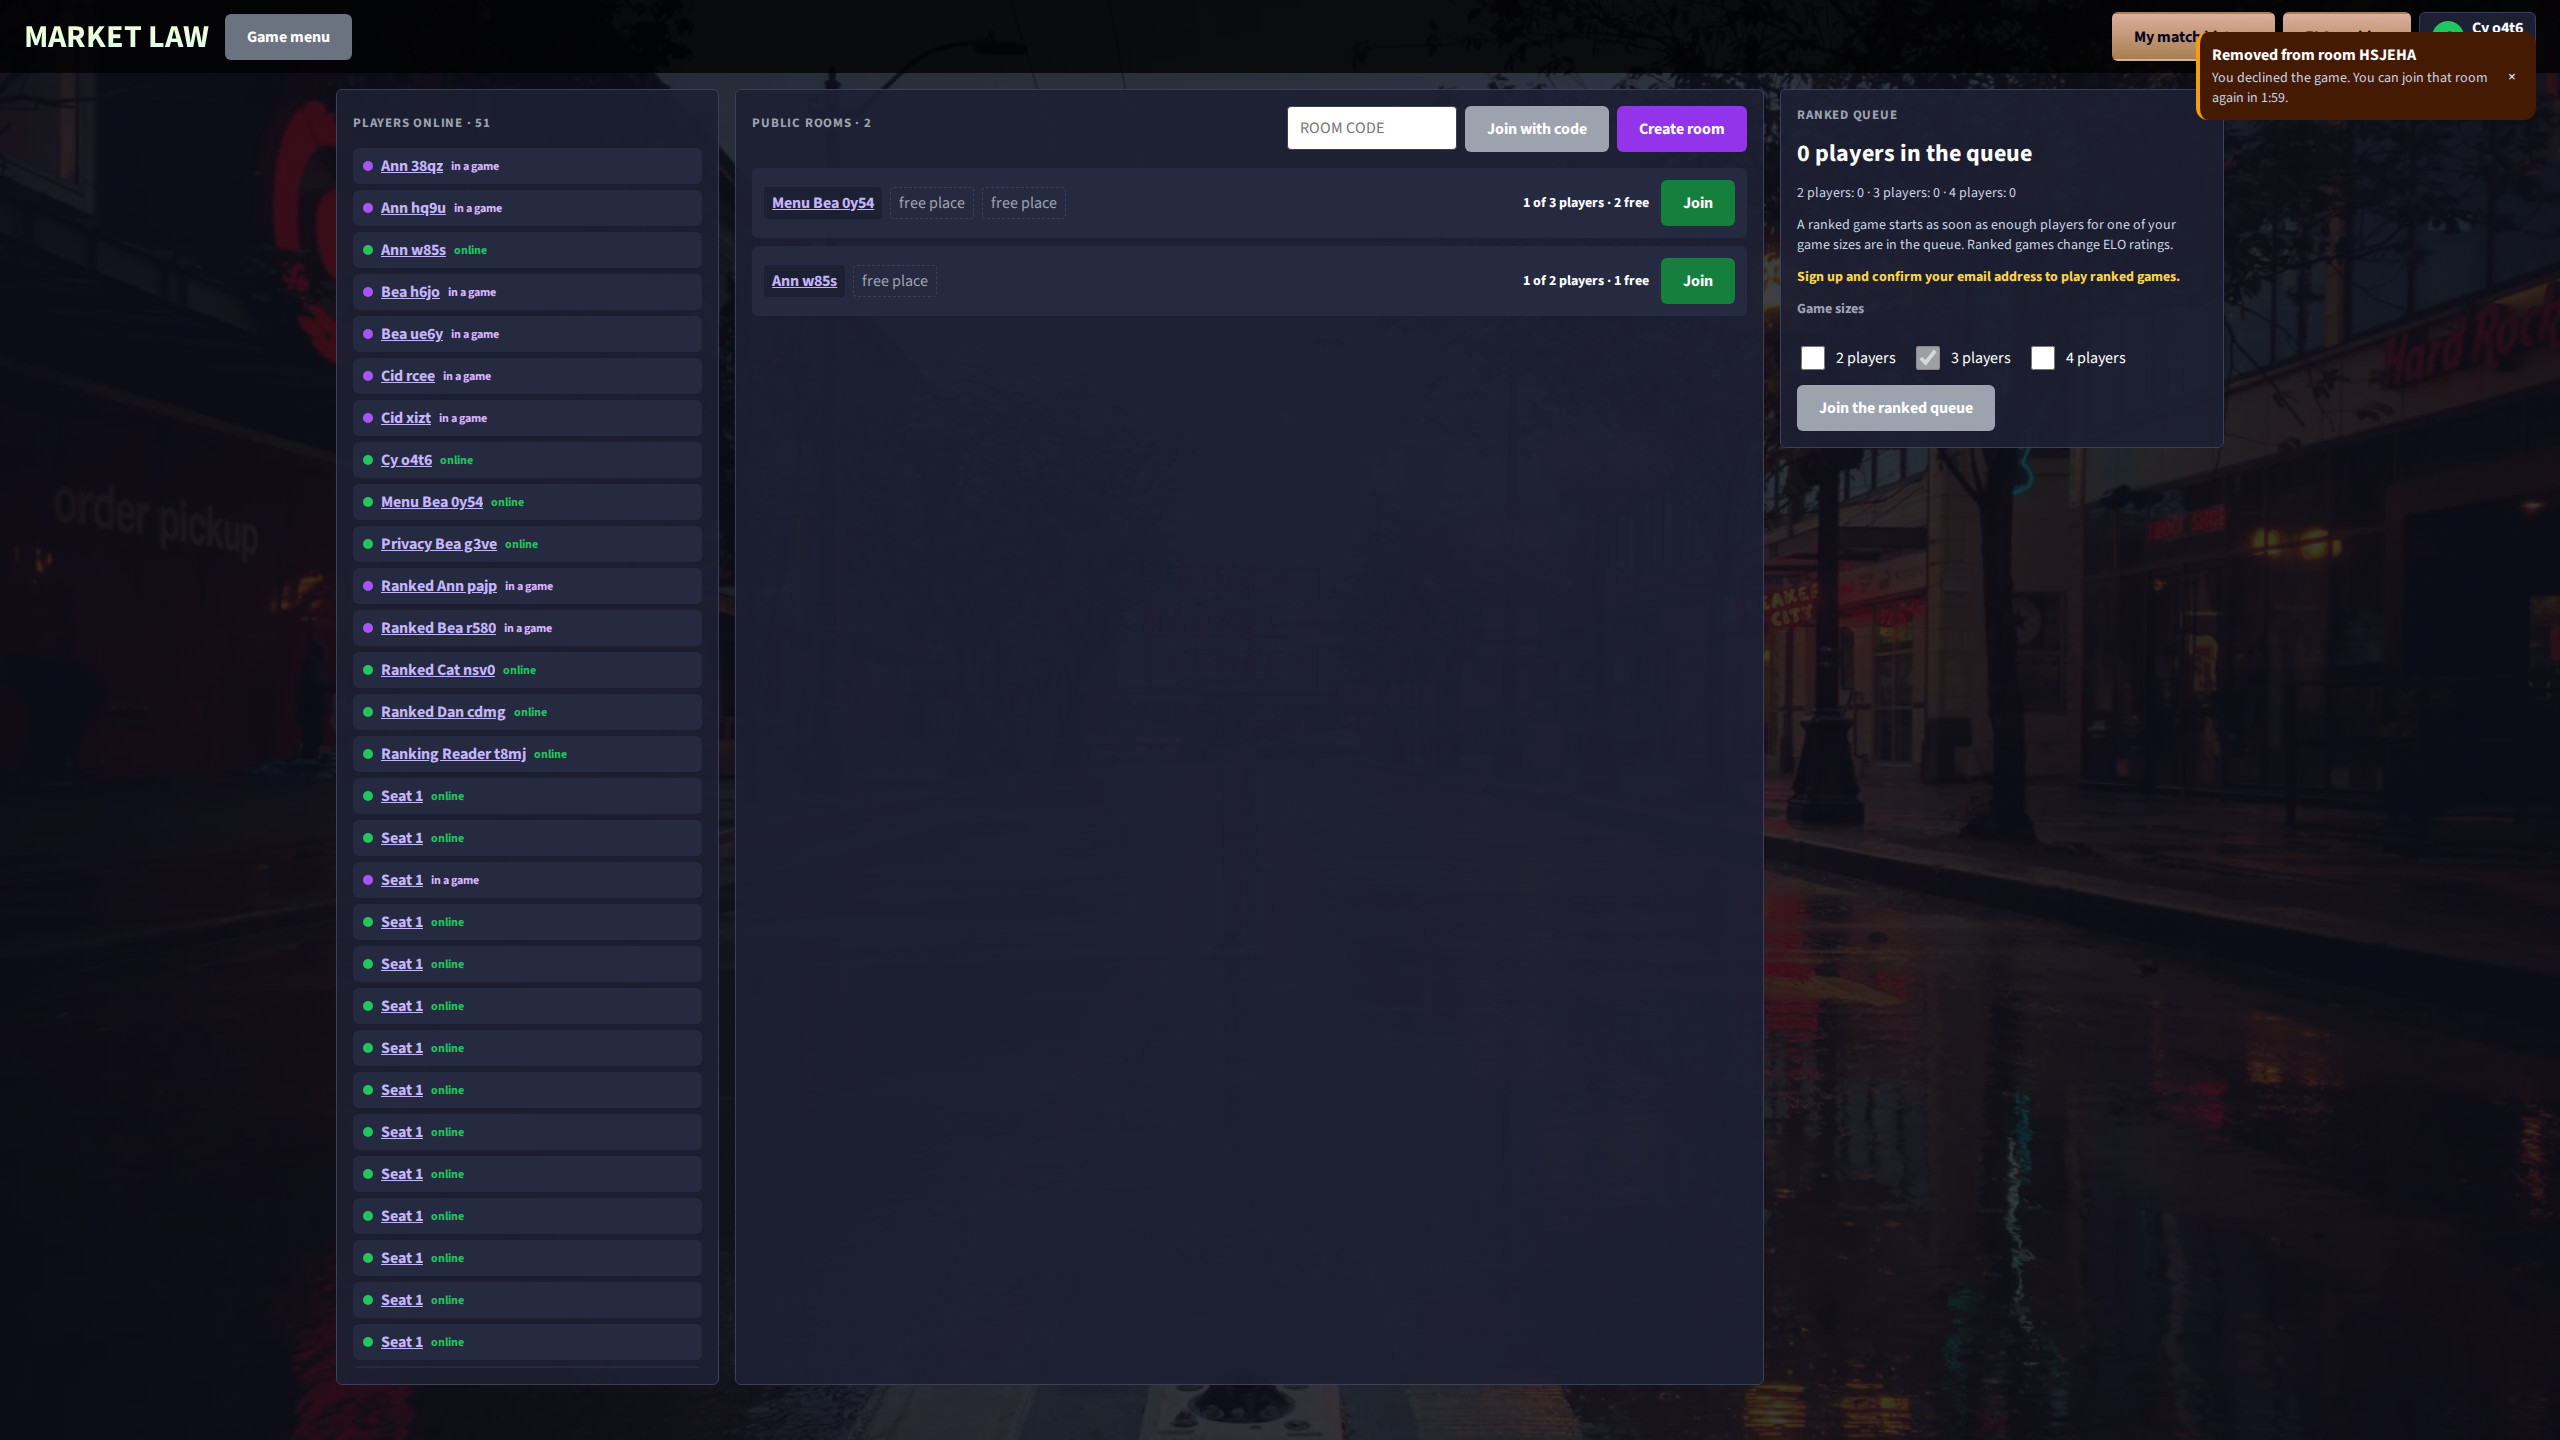 MARKET LAW
Game menu
My match
Cy o4t6
Removed from room HSJEHA
You declined the game. You can join that room
again in 1:59.
×
PLAYERS ONLINE · 51
Ann 38qz in a game
Ann hq9u in a game
Ann w85s online
Bea h6jo in a game
Bea ue6y in a game
Cid rcee in a game
Cid xizt in a game
Cy o4t6 online
Menu Bea 0y54 online
Privacy Bea g3ve online
Ranked Ann pajp in a game
Ranked Bea r580 in a game
Ranked Cat nsv0 online
Ranked Dan cdmg online
Ranking Reader t8mj online
Seat 1 online
Seat 1 online
Seat 1 in a game
Seat 1 online
Seat 1 online
Seat 1 online
Seat 1 online
Seat 1 online
Seat 1 online
Seat 1 online
Seat 1 online
Seat 1 online
Seat 1 online
Seat 1 online
PUBLIC ROOMS · 2
ROOM CODE
Join with code
Create room
Menu Bea 0y54 free place free place 1 of 3 players · 2 free Join
Ann w85s free place 1 of 2 players · 1 free Join
RANKED QUEUE
0 players in the queue
2 players: 0 · 3 players: 0 · 4 players: 0
A ranked game starts as soon as enough players for one of your
game sizes are in the queue. Ranked games change ELO ratings.
Sign up and confirm your email address to play ranked games.
Game sizes
2 players 3 players 4 players
Join the ranked queue
order pickup
Hard Rock
CITY